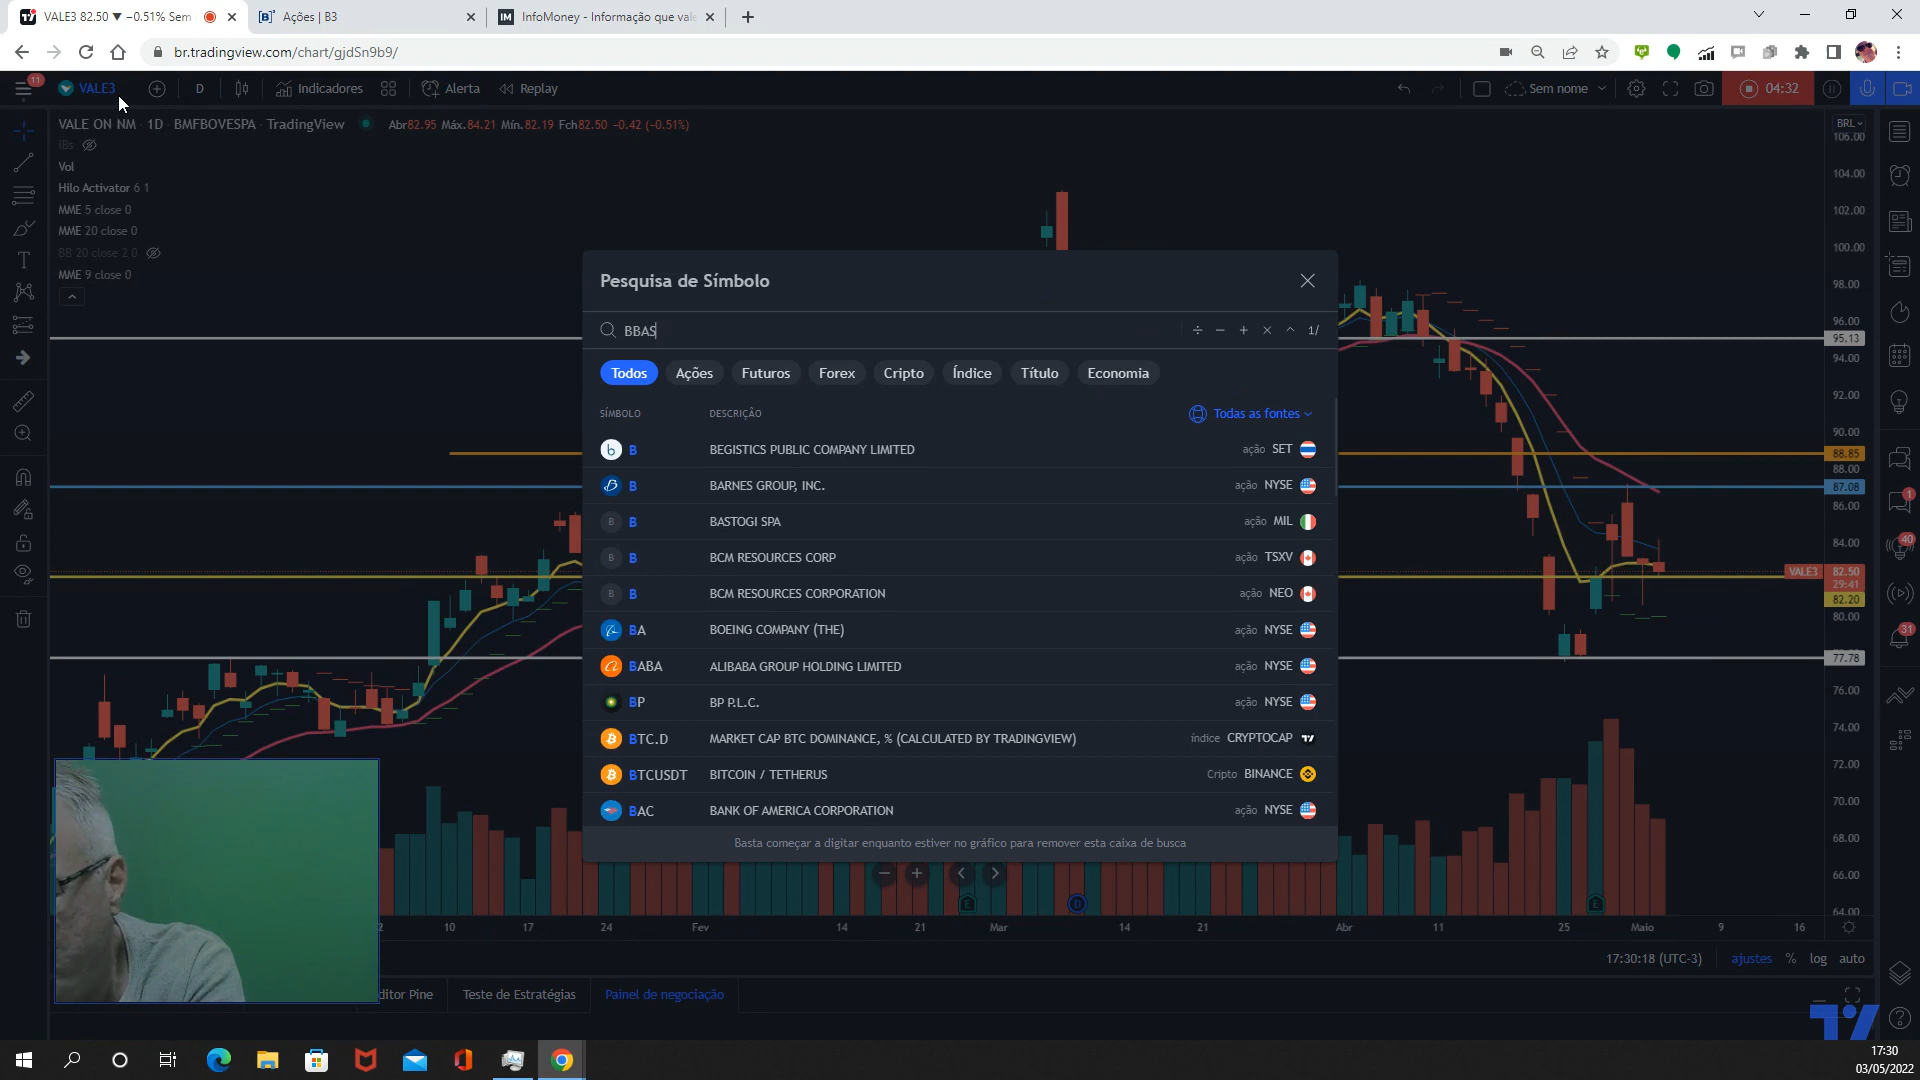 VALE3 82.50 ▼ −0.51% Sem
Ações | B3
InfoMoney - Informação que vale
br.tradingview.com/chart/gjdSn9b9/
11
VALE3
D
Indicadores
Alerta
Replay
Sem nome
04:32
VALE ON NM · 1D · BMFBOVESPA · TradingView
Abr82.95 Máx.84.21 Mín.82.19 Fch82.50 −0.42 (−0.51%)
BRL
iBs
Vol
Hilo Activator 6 1
MME 5 close 0
MME 20 close 0
BB 20 close 2 0
MME 9 close 0
Pesquisa de Símbolo
BBAS
÷ − + × ^ 1/
Todos
Ações
Futuros
Forex
Cripto
Índice
Título
Economia
SÍMBOLO
DESCRIÇÃO
Todas as fontes
B BEGISTICS PUBLIC COMPANY LIMITED ação SET
B BARNES GROUP, INC. ação NYSE
B BASTOGI SPA ação MIL
B BCM RESOURCES CORP ação TSXV
B BCM RESOURCES CORPORATION ação NEO
BA BOEING COMPANY (THE) ação NYSE
BABA ALIBABA GROUP HOLDING LIMITED ação NYSE
BP BP P.L.C. ação NYSE
BTC.D MARKET CAP BTC DOMINANCE, % (CALCULATED BY TRADINGVIEW) índice CRYPTOCAP
BTCUSDT BITCOIN / TETHERUS Cripto BINANCE
BAC BANK OF AMERICA CORPORATION ação NYSE
Basta começar a digitar enquanto estiver no gráfico para remover esta caixa de busca
106.00
104.00
102.00
100.00
98.00
96.00
95.13
94.00
92.00
90.00
88.85
88.00
87.08
86.00
84.00
VALE3 82.50
29:41
82.20
80.00
77.78
76.00
74.00
72.00
70.00
68.00
66.00
64.00
1
40
31
E
D
E
2
10
17
24
Fev
14
21
Mar
14
21
Abr
11
25
Maio
9
16
17:30:18 (UTC-3)
ajustes
%
log
auto
ditor Pine
Teste de Estratégias
Painel de negociação
17:30
03/05/2022